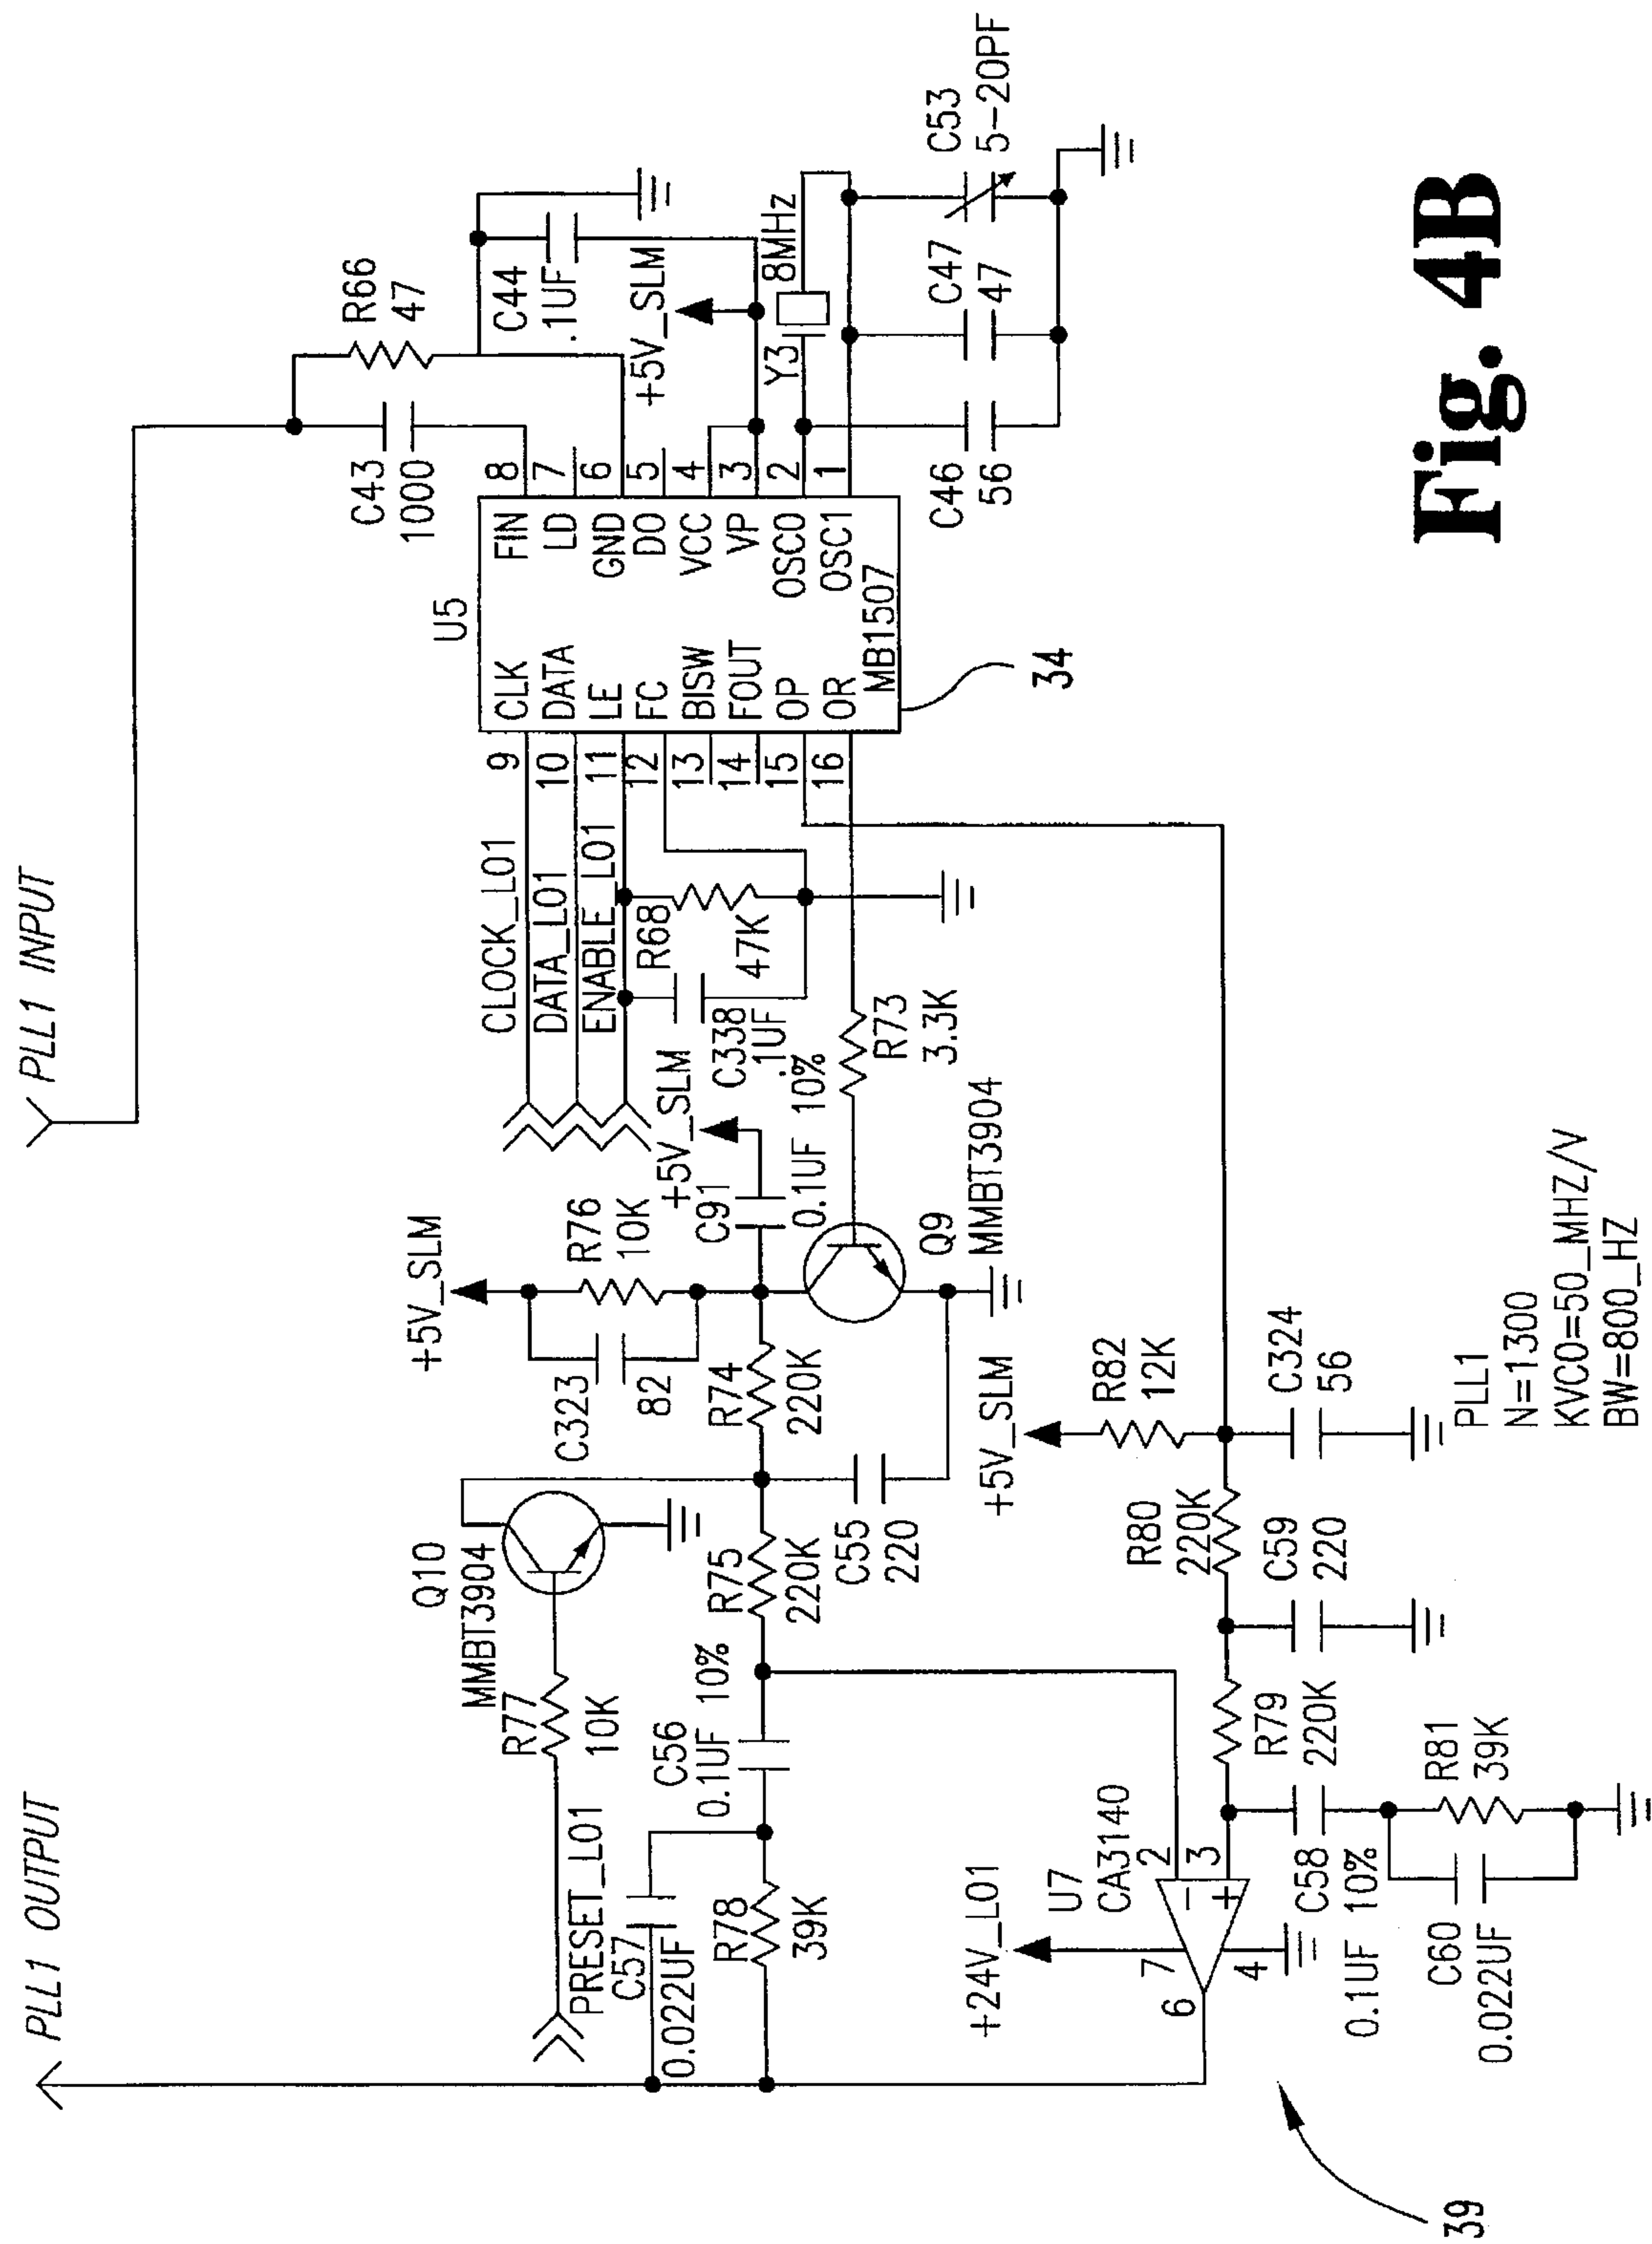 PLL1 OUTPUT
PLL1 INPUT
R66
47
C43
1000
C44
.1UF
+5V_SLM
Y3
8MHz
C46
56
C47
47
C53
5-20PF
U5
CLK
DATA
LE
FC
BISW
FOUT
OP
OR
FIN
LD
GND
DO
VCC
VP
OSCO
OSC1
MB1507
9
10
11
12
13
14
15
16
8
7
6
5
4
3
2
1
34
CLOCK_LO1
DATA_LO1
ENABLE_LO1
R68
47K
C338
.1UF
R73
3.3K
+5V_SLM
C91
0.1UF 10%
+5V_SLM
R76
10K
C323
82
Q9
MMBT3904
R74
220K
Q10
MMBT3904
R77
10K
PRESET_LO1
R75
220K
C55
220
C56
0.1UF 10%
C57
0.022UF
R78
39K
+5V_SLM
R82
12K
C324
56
R80
220K
C59
220
R79
220K
C58
0.1UF 10%
R81
39K
C60
0.022UF
+24V_LO1
U7
CA3140
2
3
7
6
4
PLL1
N=1300
KVCO=50_MHZ/V
BW=800_HZ
39
Fig. 4B